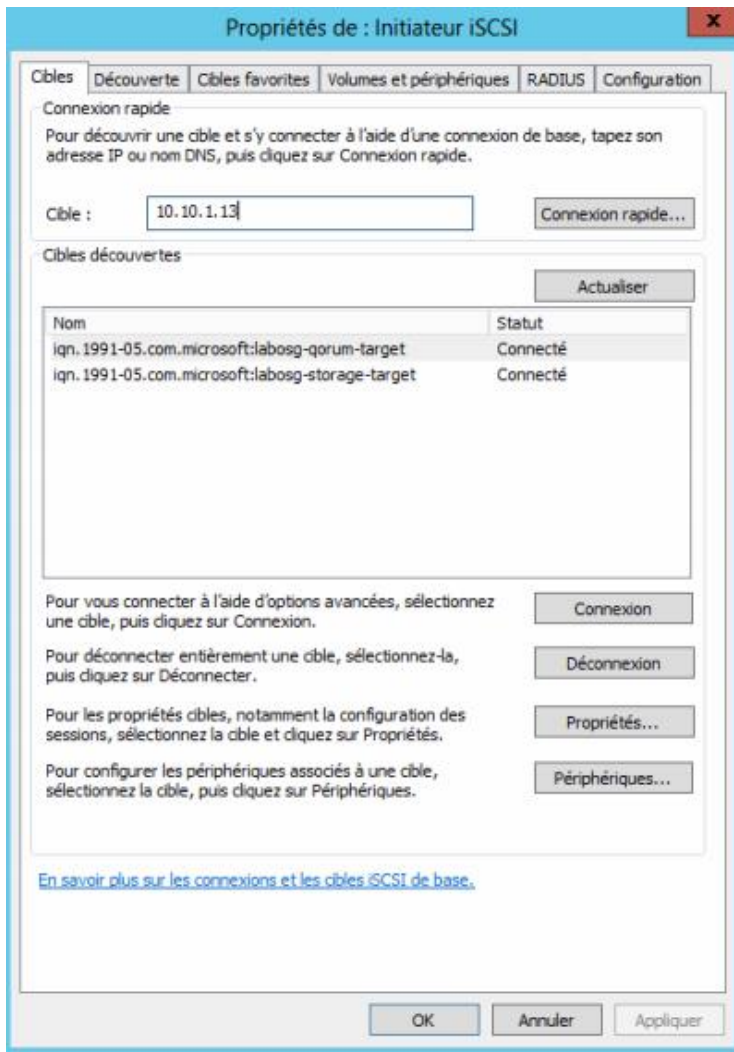 Propriétés de : Initiateur iSCSI
x
Cibles Découverte Cibles favorites Volumes et périphériques RADIUS Configuration
Connexion rapide
Pour découvrir une cible et s'y connecter à l'aide d'une connexion de base, tapez son
adresse IP ou nom DNS, puis cliquez sur Connexion rapide.
Cible : 10.10.1.13 Connexion rapide...
Cibles découvertes
Actualiser
Nom Statut
iqn.1991-05.com.microsoft:labosg-qorum-target Connecté
iqn.1991-05.com.microsoft:labosg-storage-target Connecté
Pour vous connecter à l'aide d'options avancées, sélectionnez
une cible, puis cliquez sur Connexion.
Connexion
Pour déconnecter entièrement une cible, sélectionnez-la,
puis cliquez sur Déconnecter.
Déconnexion
Pour les propriétés cibles, notamment la configuration des
sessions, sélectionnez la cible et cliquez sur Propriétés.
Propriétés...
Pour configurer les périphériques associés à une cible,
sélectionnez la cible, puis cliquez sur Périphériques.
Périphériques...
En savoir plus sur les connexions et les cibles iSCSI de base.
OK Annuler Appliquer